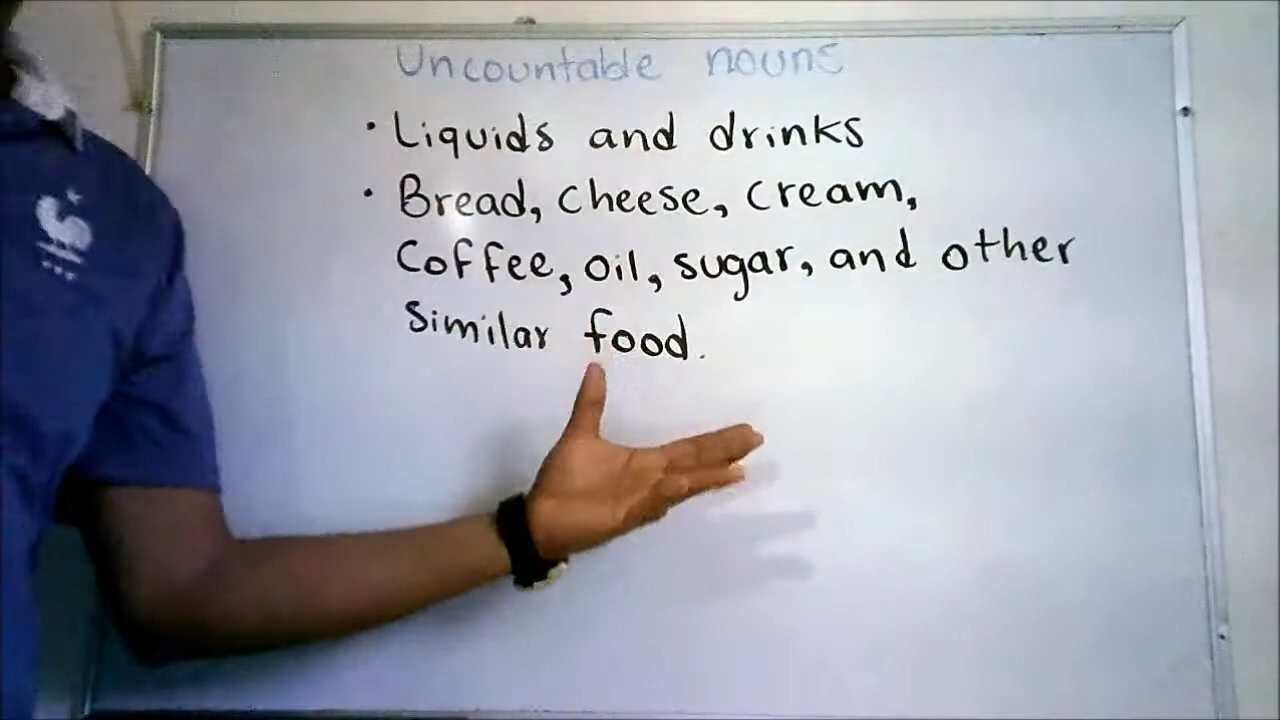 Uncountable nouns
• Liquids and drinks
• Bread, cheese, cream,
Coffee, oil, sugar, and other
Similar food.